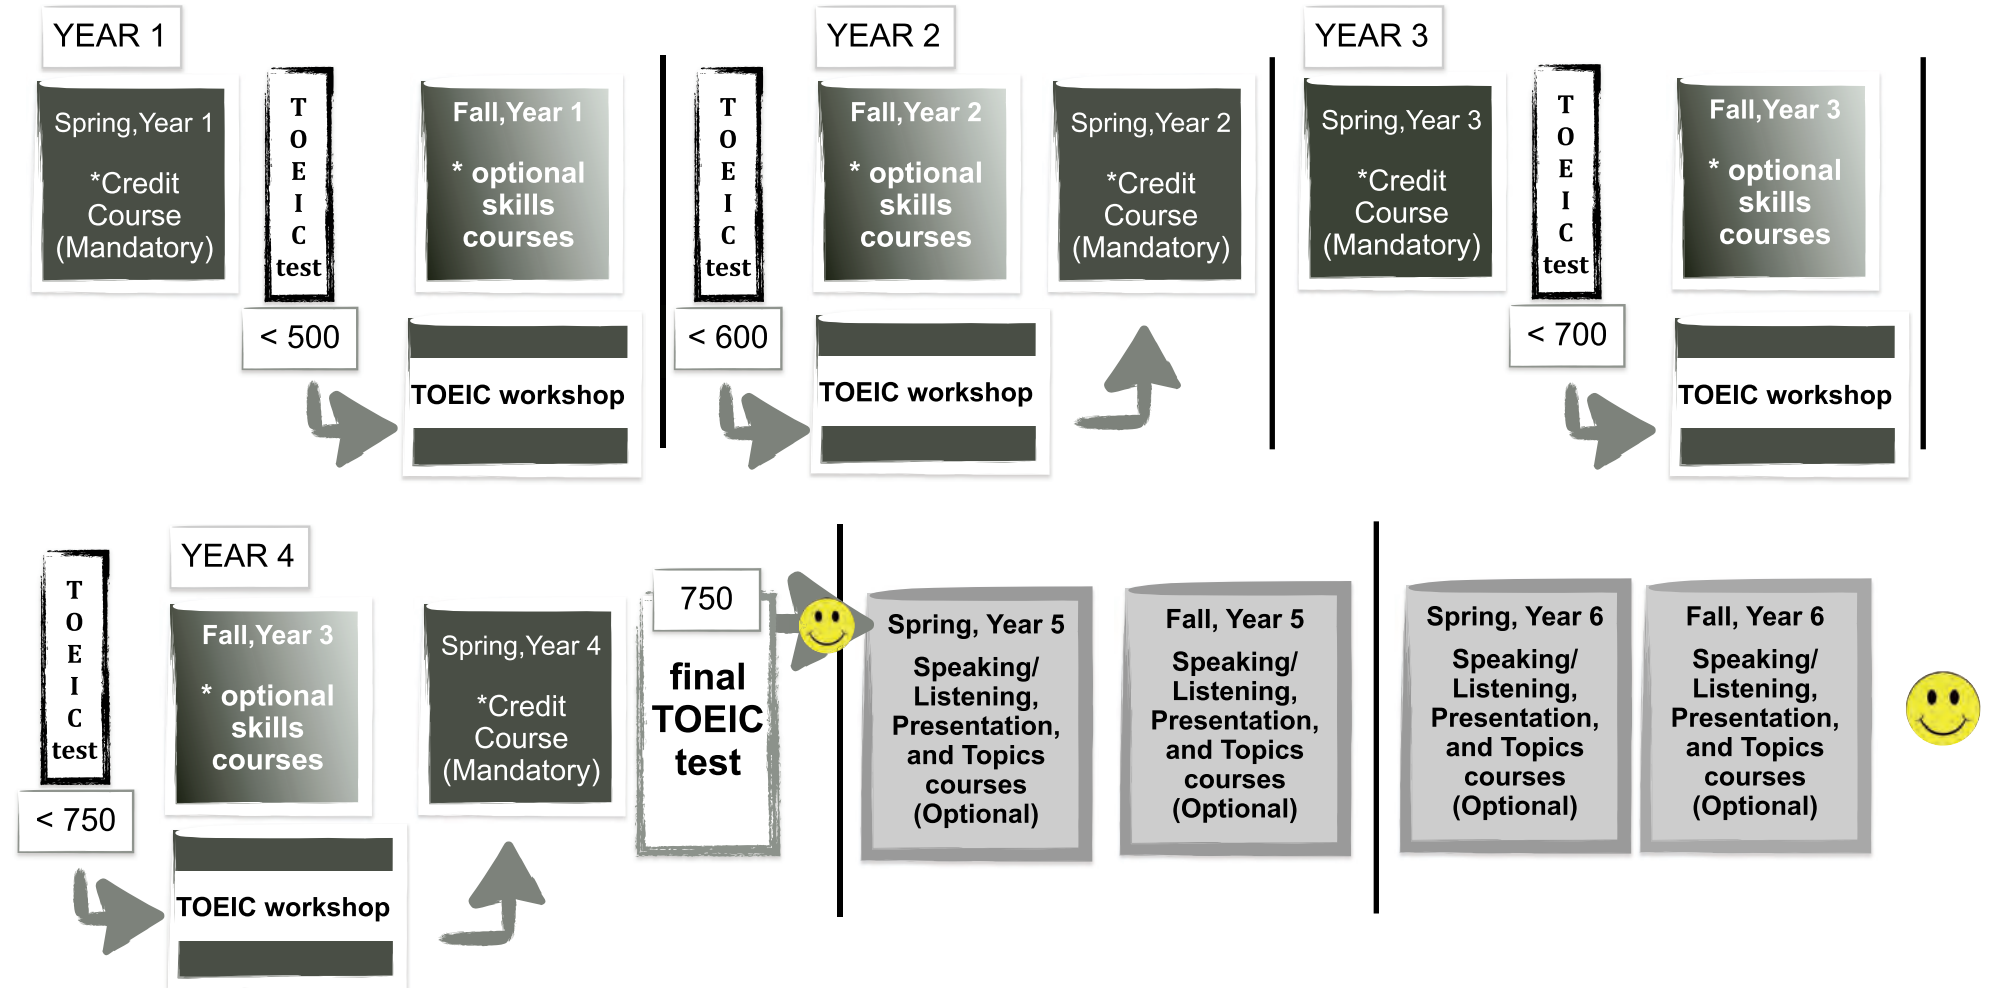 YEAR 1
Spring,Year 1
*Credit
Course
(Mandatory)
T
O
E
I
C
test
< 500
Fall,Year 1
* optional
skills
courses
TOEIC workshop
YEAR 2
T
O
E
I
C
test
< 600
Fall,Year 2
* optional
skills
courses
TOEIC workshop
Spring,Year 2
*Credit
Course
(Mandatory)
YEAR 3
Spring,Year 3
*Credit
Course
(Mandatory)
T
O
E
I
C
test
< 700
Fall,Year 3
* optional
skills
courses
TOEIC workshop
T
O
E
I
C
test
< 750
YEAR 4
Fall,Year 3
* optional
skills
courses
TOEIC workshop
Spring,Year 4
*Credit
Course
(Mandatory)
750
final
TOEIC
test
Spring, Year 5
Speaking/
Listening,
Presentation,
and Topics
courses
(Optional)
Fall, Year 5
Speaking/
Listening,
Presentation,
and Topics
courses
(Optional)
Spring, Year 6
Speaking/
Listening,
Presentation,
and Topics
courses
(Optional)
Fall, Year 6
Speaking/
Listening,
Presentation,
and Topics
courses
(Optional)